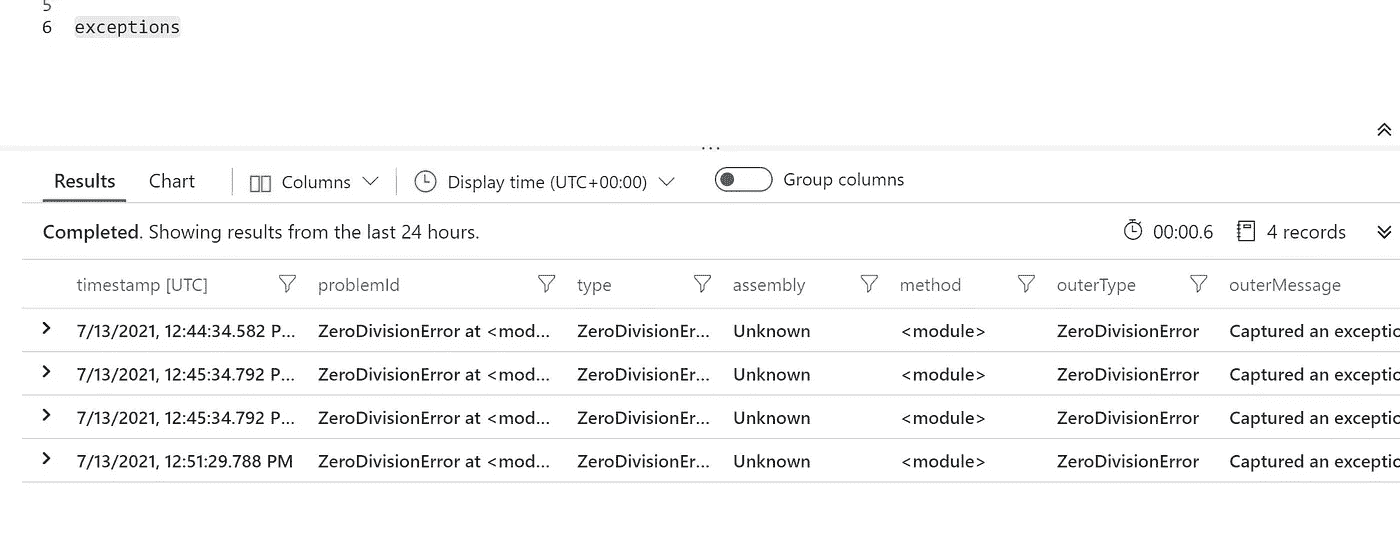 5
6 exceptions
...
Results Chart Columns Display time (UTC+00:00) Group columns
Completed. Showing results from the last 24 hours. 00:00.6 4 records
timestamp [UTC] problemId type assembly method outerType outerMessage
7/13/2021, 12:44:34.582 P... ZeroDivisionError at <mod... ZeroDivisionEr... Unknown <module> ZeroDivisionError Captured an exceptio
7/13/2021, 12:45:34.792 P... ZeroDivisionError at <mod... ZeroDivisionEr... Unknown <module> ZeroDivisionError Captured an exceptio
7/13/2021, 12:45:34.792 P... ZeroDivisionError at <mod... ZeroDivisionEr... Unknown <module> ZeroDivisionError Captured an exceptio
7/13/2021, 12:51:29.788 PM ZeroDivisionError at <mod... ZeroDivisionEr... Unknown <module> ZeroDivisionError Captured an exceptio